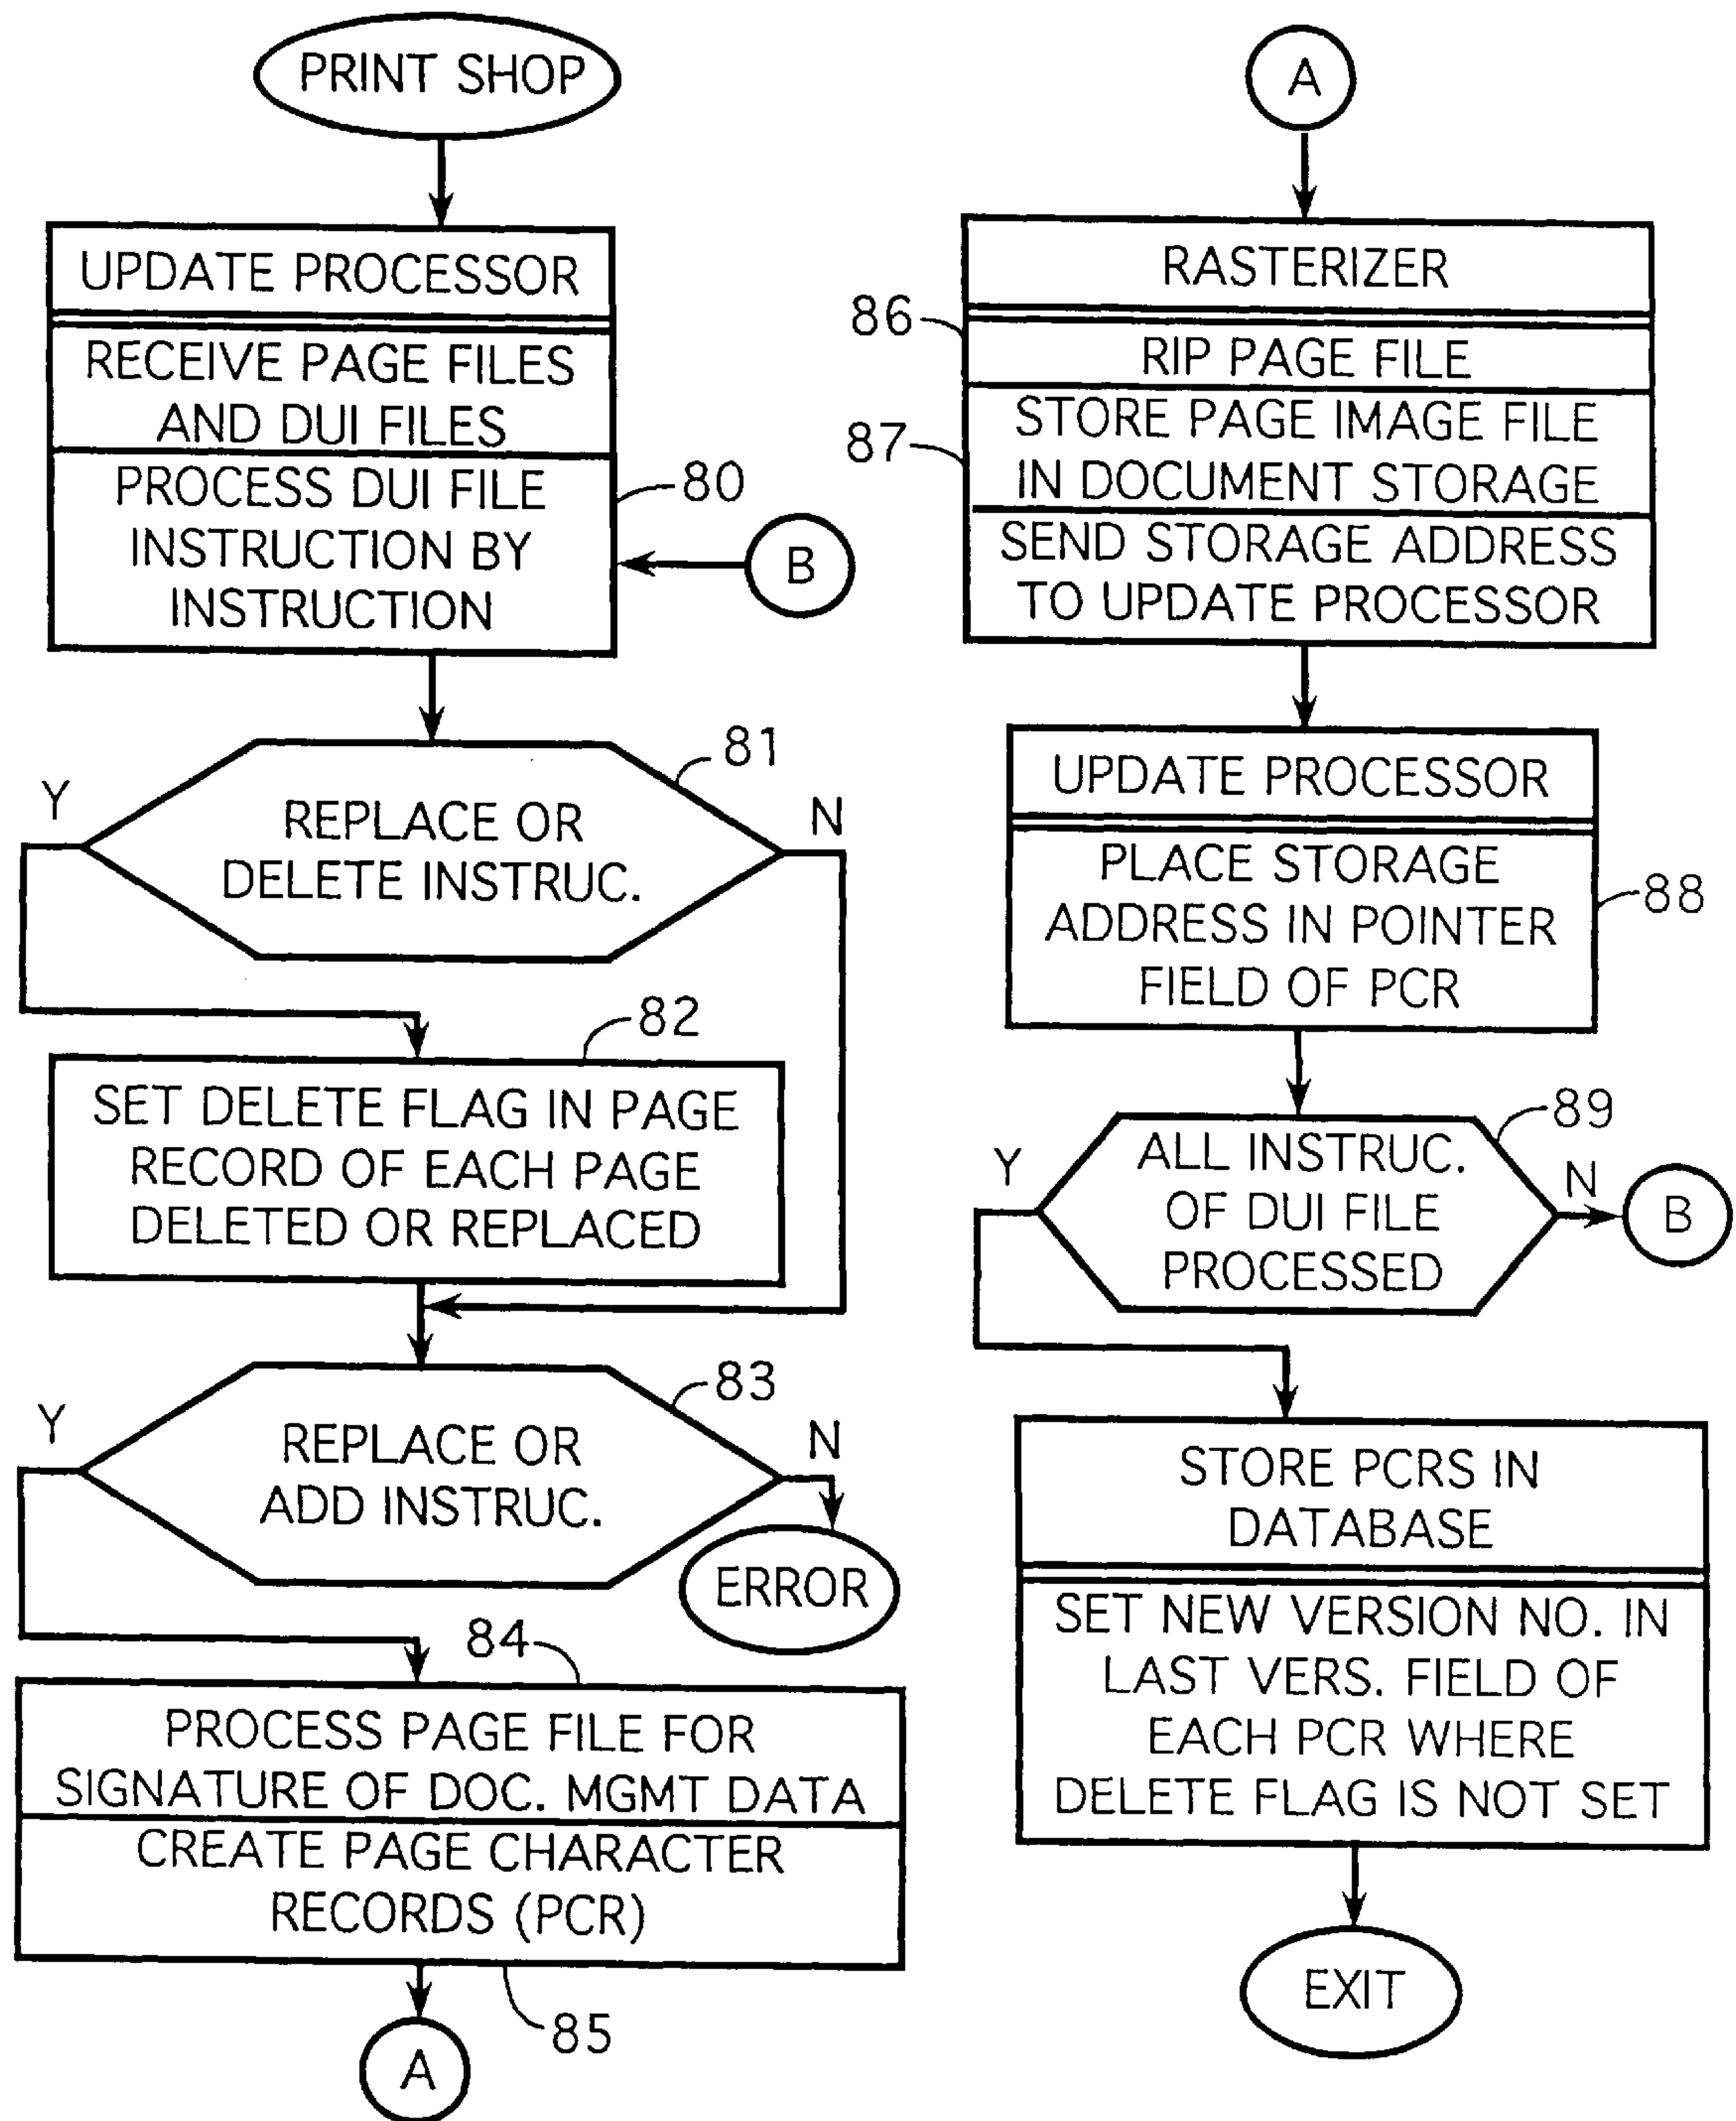 PRINT SHOP
UPDATE PROCESSOR
RECEIVE PAGE FILES
AND DUI FILES
PROCESS DUI FILE
INSTRUCTION BY
INSTRUCTION
80
B
81
Y
N
REPLACE OR
DELETE INSTRUC.
82
SET DELETE FLAG IN PAGE
RECORD OF EACH PAGE
DELETED OR REPLACED
83
Y
N
REPLACE OR
ADD INSTRUC.
ERROR
84
PROCESS PAGE FILE FOR
SIGNATURE OF DOC. MGMT DATA
CREATE PAGE CHARACTER
RECORDS (PCR)
85
A
A
RASTERIZER
86
RIP PAGE FILE
87
STORE PAGE IMAGE FILE
IN DOCUMENT STORAGE
SEND STORAGE ADDRESS
TO UPDATE PROCESSOR
UPDATE PROCESSOR
PLACE STORAGE
ADDRESS IN POINTER
FIELD OF PCR
88
89
Y
N
ALL INSTRUC.
OF DUI FILE
PROCESSED
B
STORE PCRS IN
DATABASE
SET NEW VERSION NO. IN
LAST VERS. FIELD OF
EACH PCR WHERE
DELETE FLAG IS NOT SET
EXIT